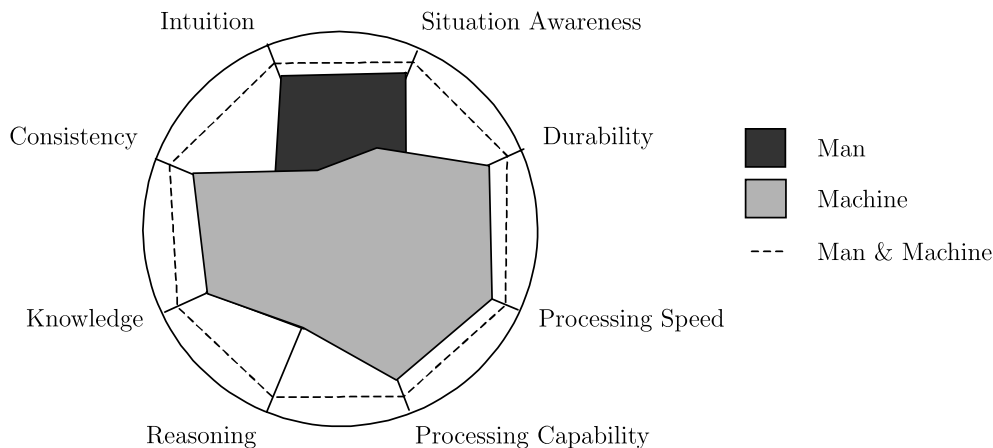 Intuition
Situation Awareness
Consistency
Durability
Man
Machine
Man & Machine
Knowledge
Processing Speed
Reasoning
Processing Capability